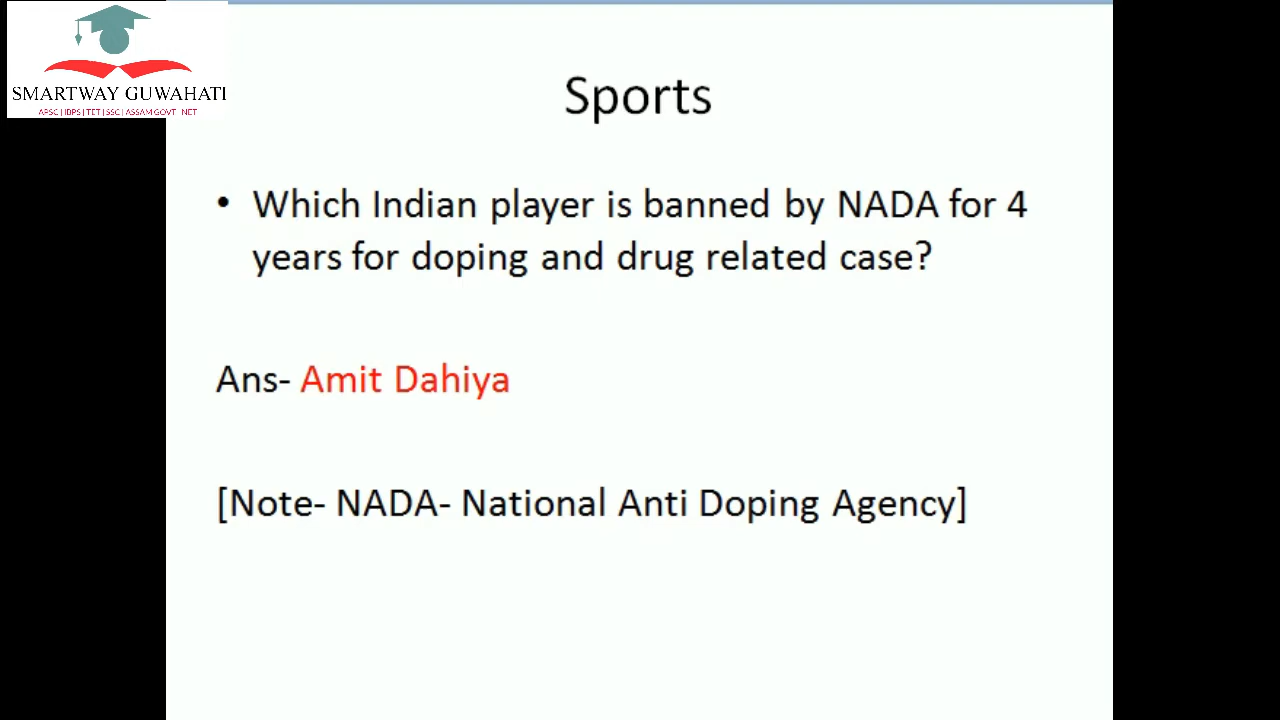 SMARTWAY GUWAHATI
APSC | IBPS | TET | SSC | ASSAM GOVT | NET
Sports
• Which Indian player is banned by NADA for 4
years for doping and drug related case?
Ans- Amit Dahiya
[Note- NADA- National Anti Doping Agency]